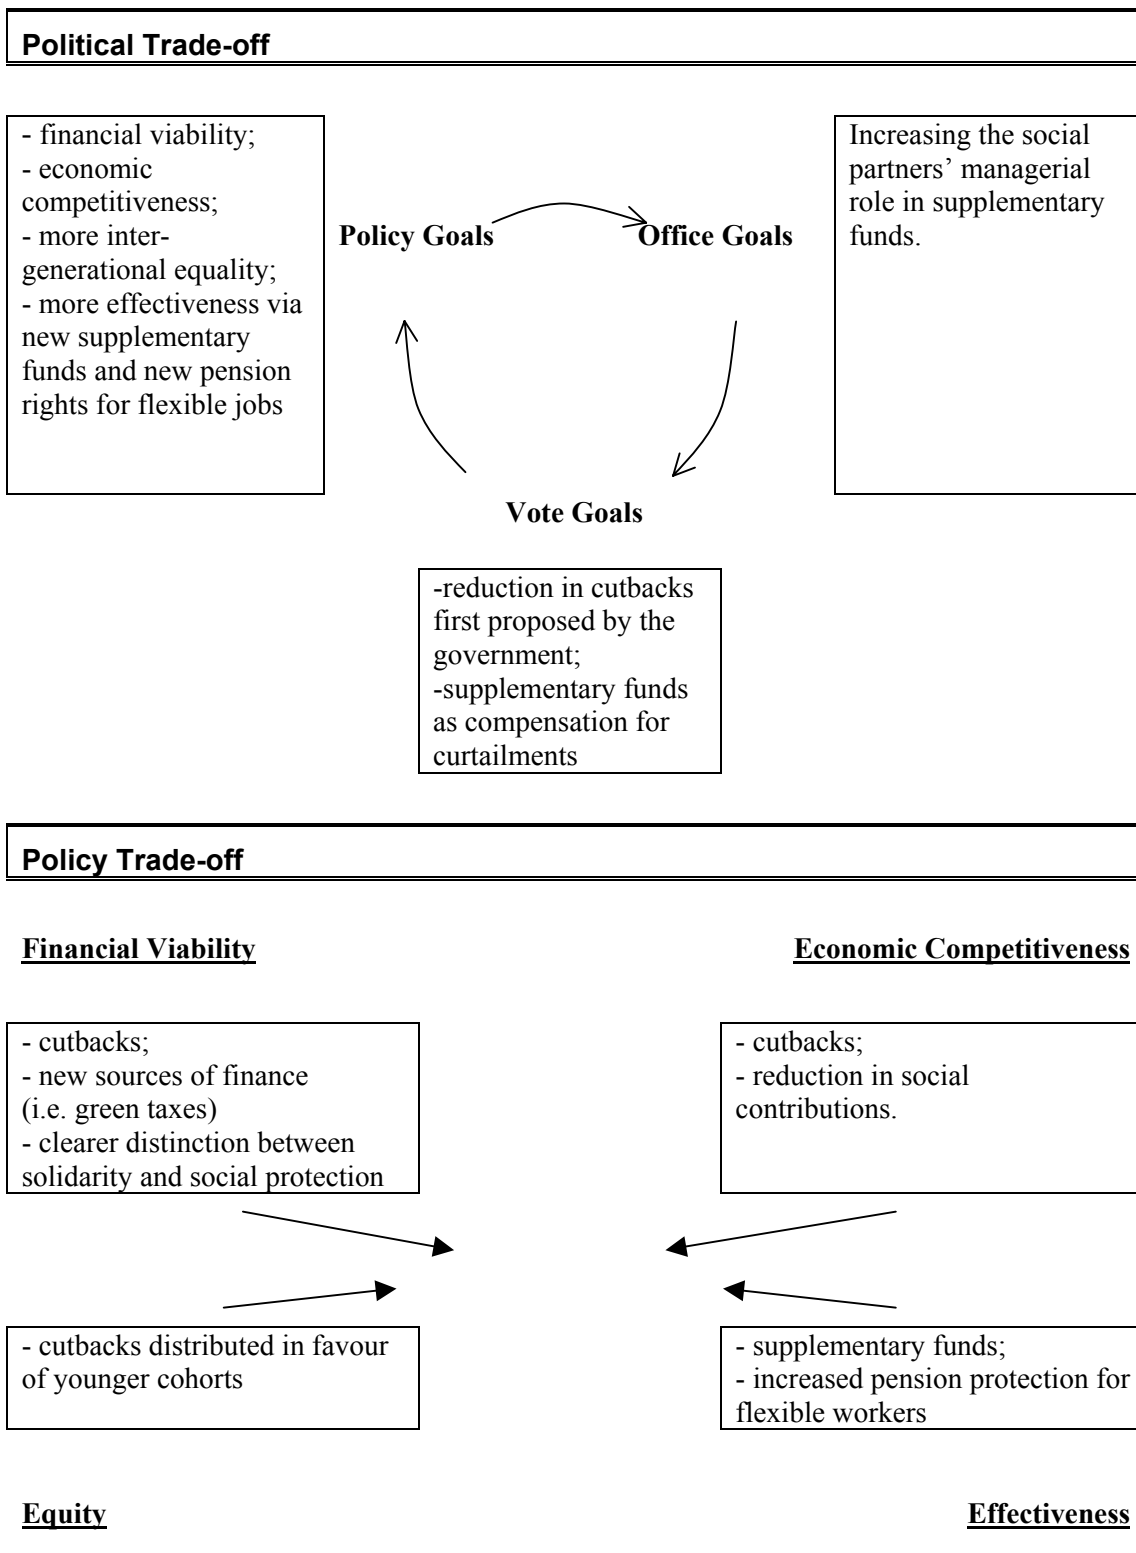 Political Trade-off
- financial viability;
- economic
competitiveness;
- more inter-
generational equality;
- more effectiveness via
new supplementary
funds and new pension
rights for flexible jobs
Policy Goals
Office Goals
Increasing the social
partners’ managerial
role in supplementary
funds.
Vote Goals
-reduction in cutbacks
first proposed by the
government;
-supplementary funds
as compensation for
curtailments
Policy Trade-off
Financial Viability
Economic Competitiveness
- cutbacks;
- new sources of finance
(i.e. green taxes)
- clearer distinction between
solidarity and social protection
- cutbacks;
- reduction in social
contributions.
- cutbacks distributed in favour
of younger cohorts
- supplementary funds;
- increased pension protection for
flexible workers
Equity
Effectiveness